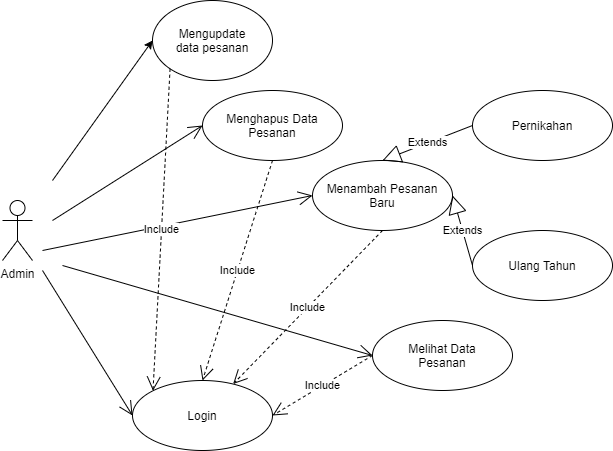 Mengupdate
data pesanan
Menghapus Data
Pesanan
Pernikahan
Extends
Menambah Pesanan
Baru
Include
Extends
Admin
Include
Ulang Tahun
Include
Melihat Data
Pesanan
Include
Login